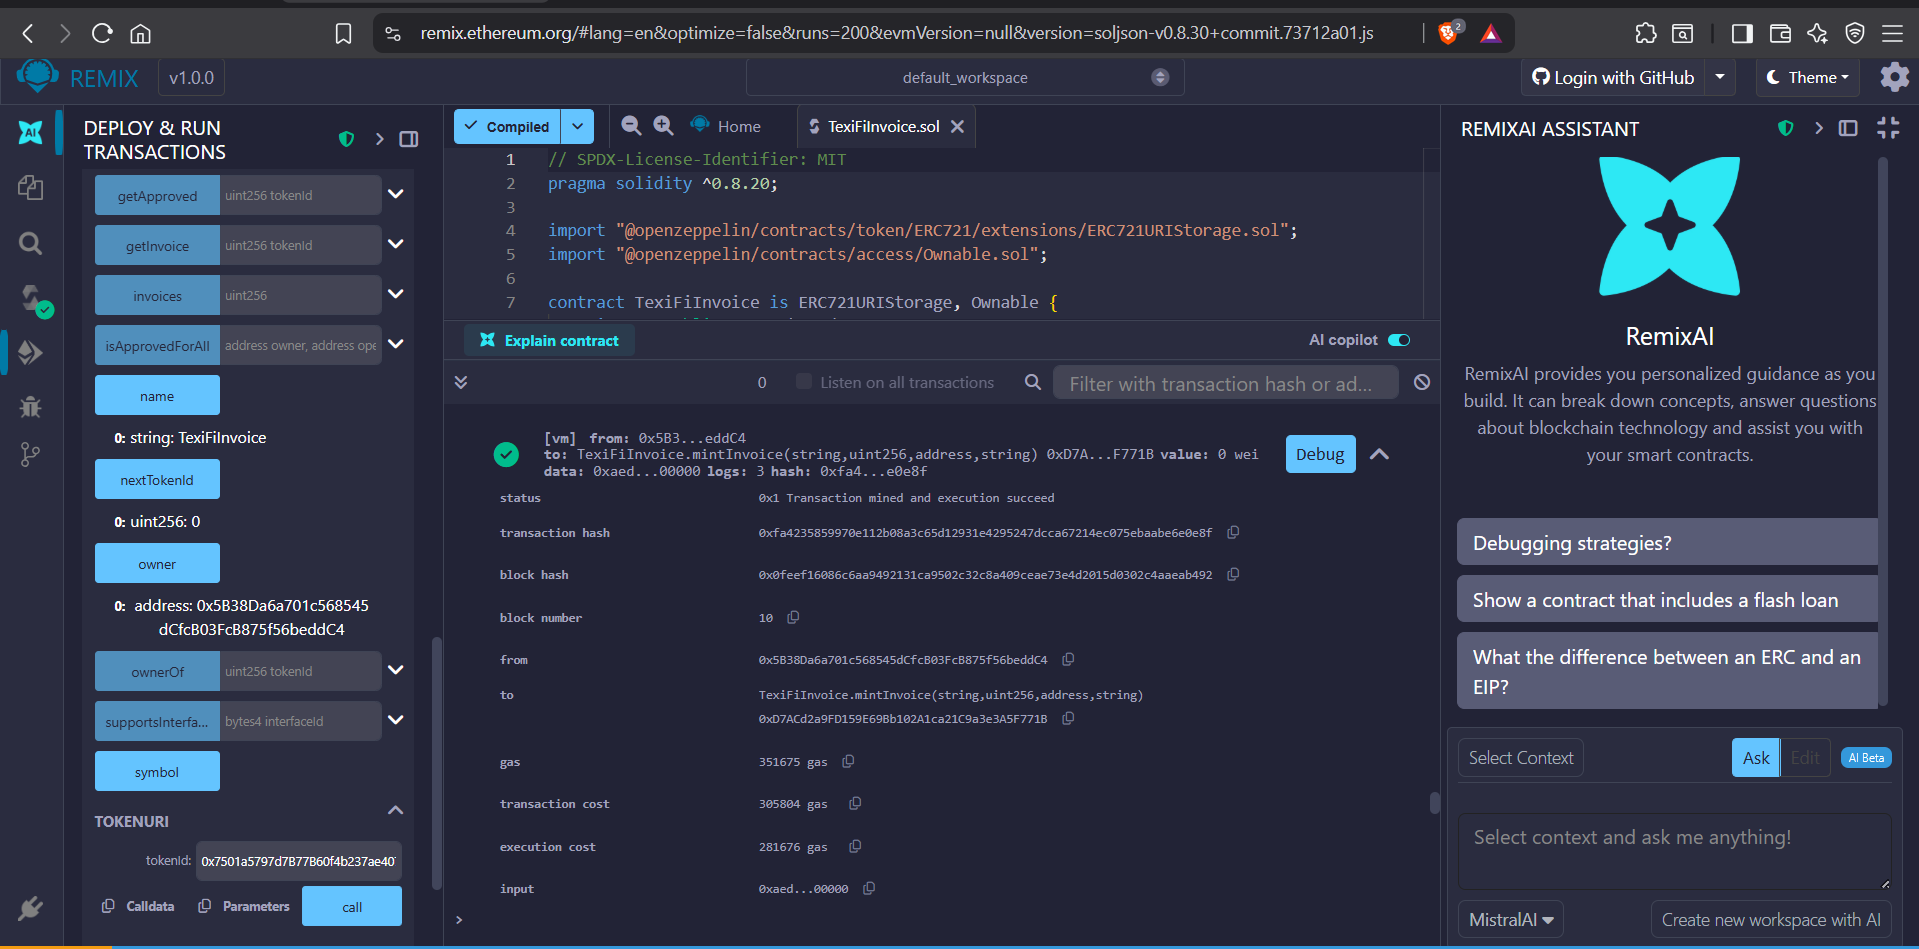 remix.ethereum.org/#lang=en&optimize=false&runs=200&evmVersion=null&version=soljson-v0.8.30+commit.73712a01.js
2
REMIX
v1.0.0
default_workspace
Login with GitHub
Theme
AI
DEPLOY & RUN
TRANSACTIONS
getApproved uint256 tokenId
getInvoice uint256 tokenId
invoices uint256
isApprovedForAll address owner, address ope
name
0: string: TexiFiInvoice
nextTokenId
0: uint256: 0
owner
0: address: 0x5B38Da6a701c568545
dCfcB03FcB875f56beddC4
ownerOf uint256 tokenId
supportsInterfa... bytes4 interfaceId
symbol
TOKENURI
tokenId: 0x7501a5797d7B77B60f4b237ae40
Calldata
Parameters
call
Compiled
Home
TexiFiInvoice.sol
1 // SPDX-License-Identifier: MIT
2 pragma solidity ^0.8.20;
3
4 import "@openzeppelin/contracts/token/ERC721/extensions/ERC721URIStorage.sol";
5 import "@openzeppelin/contracts/access/Ownable.sol";
6
7 contract TexiFiInvoice is ERC721URIStorage, Ownable {
Explain contract
AI copilot
0
Listen on all transactions
Filter with transaction hash or ad...
[vm] from: 0x5B3...eddC4
to: TexiFiInvoice.mintInvoice(string,uint256,address,string) 0xD7A...F771B value: 0 wei
data: 0xaed...00000 logs: 3 hash: 0xfa4...e0e8f
Debug
status 0x1 Transaction mined and execution succeed
transaction hash 0xfa4235859970e112b08a3c65d12931e4295247dcca67214ec075ebaabe6e0e8f
block hash 0x0feef16086c6aa9492131ca9502c32c8a409ceae73e4d2015d0302c4aaeab492
block number 10
from 0x5B38Da6a701c568545dCfcB03FcB875f56beddC4
to TexiFiInvoice.mintInvoice(string,uint256,address,string)
0xD7ACd2a9FD159E69Bb102A1ca21C9a3e3A5F771B
gas 351675 gas
transaction cost 305804 gas
execution cost 281676 gas
input 0xaed...00000
>
REMIXAI ASSISTANT
RemixAI
RemixAI provides you personalized guidance as you
build. It can break down concepts, answer questions
about blockchain technology and assist you with
your smart contracts.
Debugging strategies?
Show a contract that includes a flash loan
What the difference between an ERC and an
EIP?
Select Context
Ask
Edit
AI Beta
Select context and ask me anything!
MistralAI
Create new workspace with AI